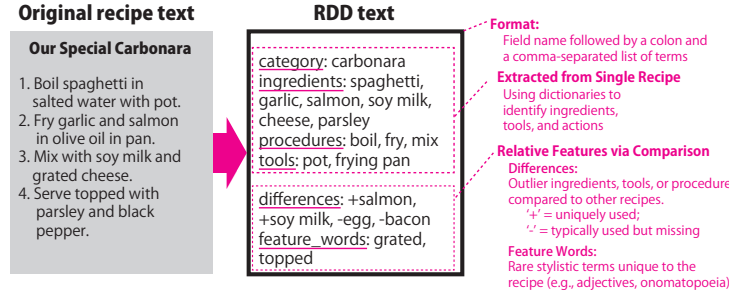 Original recipe text
Our Special Carbonara
1. Boil spaghetti in
salted water with pot.
2. Fry garlic and salmon
in olive oil in pan.
3. Mix with soy milk and
grated cheese.
4. Serve topped with
parsley and black
pepper.
RDD text
category: carbonara
ingredients: spaghetti,
garlic, salmon, soy milk,
cheese, parsley
procedures: boil, fry, mix
tools: pot, frying pan
differences: +salmon,
+soy milk, -egg, -bacon
feature_words: grated,
topped
Format:
Field name followed by a colon and
a comma-separated list of terms
Extracted from Single Recipe
Using dictionaries to
identify ingredients,
tools, and actions
Relative Features via Comparison
Differences:
Outlier ingredients, tools, or procedure
compared to other recipes.
'+' = uniquely used;
'-' = typically used but missing
Feature Words:
Rare stylistic terms unique to the
recipe (e.g., adjectives, onomatopoeia)